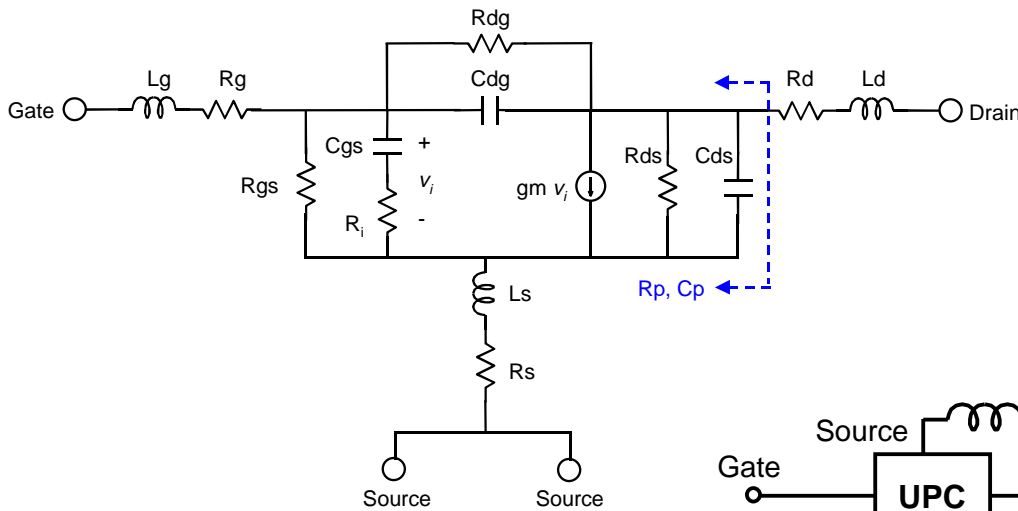 Rdg
Lg
Rg
Cdg
Rd
Ld
Gate
Drain
Cgs
+
Rds
Cds
Rgs
vi
gm vi
Ri
-
Ls
Rp, Cp
Rs
Source
Gate
Source
Source
UPC